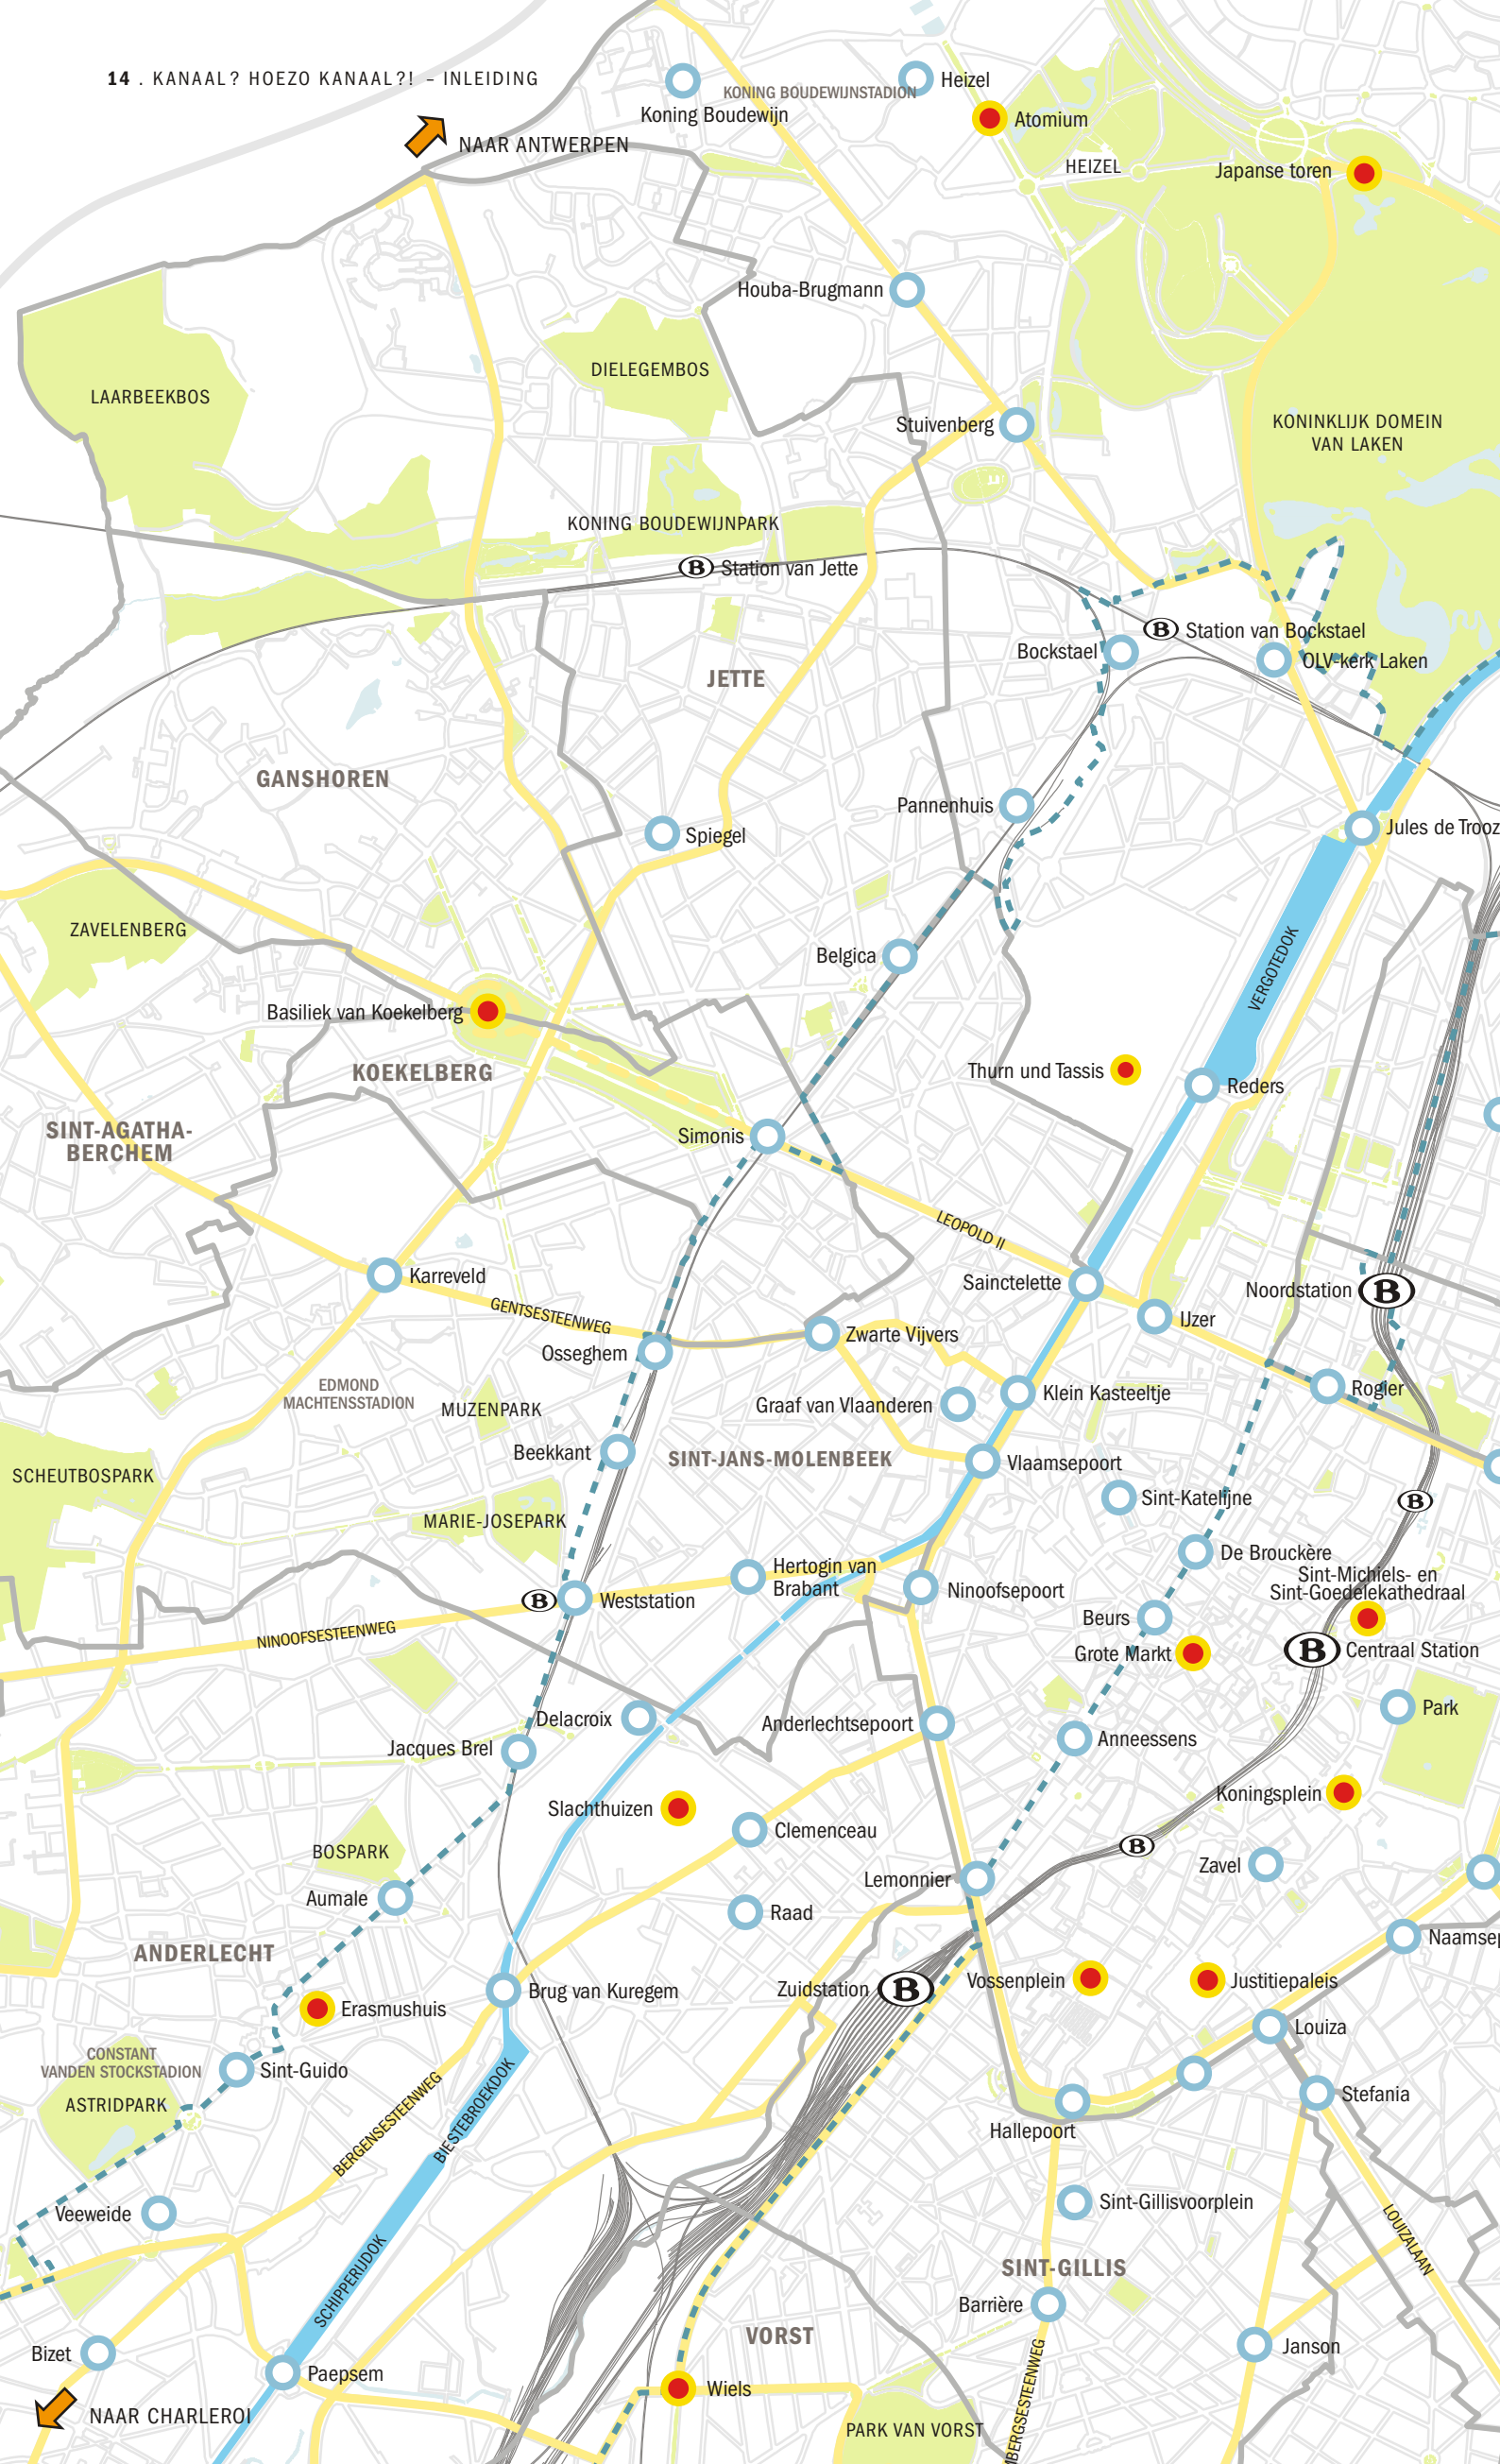 14 . KANAAL? HOEZO KANAAL?! – INLEIDING
Koning Boudewijn
KONING BOUDEWIJNSTADION
Heizel
Atomium
NAAR ANTWERPEN
HEIZEL
Japanse toren
Houba-Brugmann
DIELEGEMBOS
LAARBEEKBOS
Stuivenberg
KONINKLIJK DOMEIN
VAN LAKEN
KONING BOUDEWIJNPARK
B Station van Jette
B Station van Bockstael
Bockstael
OLV-kerk Laken
JETTE
GANSHOREN
Pannenhuis
Spiegel
Jules de Trooz
ZAVELENBERG
Belgica
VERGOTEDOK
Basiliek van Koekelberg
KOEKELBERG
Thurn und Tassis
Reders
SINT-AGATHA-
BERCHEM
Simonis
LEOPOLD II
Karreveld
Sainctelette
Noordstation B
GENTSESTEENWEG
IJzer
Zwarte Vijvers
Osseghem
EDMOND
MACHTENSSTADION
MUZENPARK
Graaf van Vlaanderen
Klein Kasteeltje
Rogier
Beekkant
SINT-JANS-MOLENBEEK
Vlaamsepoort
SCHEUTBOSPARK
Sint-Katelijne
B
MARIE-JOSEPARK
De Brouckère
Hertogin van
Brabant
Sint-Michiels- en
Sint-Goedelekathedraal
Ninoofsepoort
B Weststation
Beurs
NINOOFSESTEENWEG
Grote Markt
B Centraal Station
Park
Delacroix
Anderlechtsepoort
Jacques Brel
Anneessens
Koningsplein
Slachthuizen
Clemenceau
B
BOSPARK
Zavel
Lemonnier
Aumale
Raad
ANDERLECHT
Naamsep
Zuidstation B
Vossenplein
Justitiepaleis
Brug van Kuregem
Erasmushuis
Louiza
CONSTANT
VANDEN STOCKSTADION
Sint-Guido
ASTRIDPARK
Stefania
BERGENSESTEENWEG
BIESTEBROEKDOK
Hallepoort
Sint-Gillisvoorplein
Veeweide
LOUIZALAAN
SCHIPPERIJDOK
SINT-GILLIS
Barrière
VORST
Janson
Bizet
Paepsem
Wiels
NAAR CHARLEROI
PARK VAN VORST
MBERGSESTEENWEG